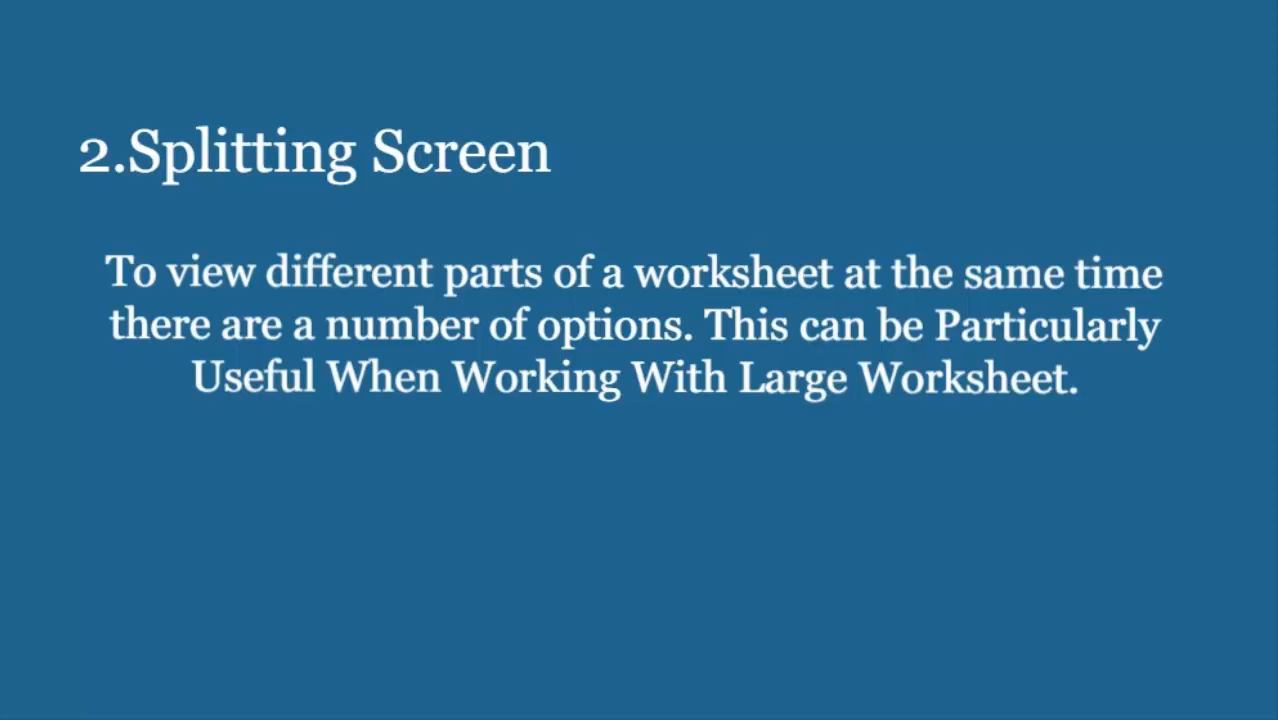 2.Splitting Screen
To view different parts of a worksheet at the same time
there are a number of options. This can be Particularly
Useful When Working With Large Worksheet.